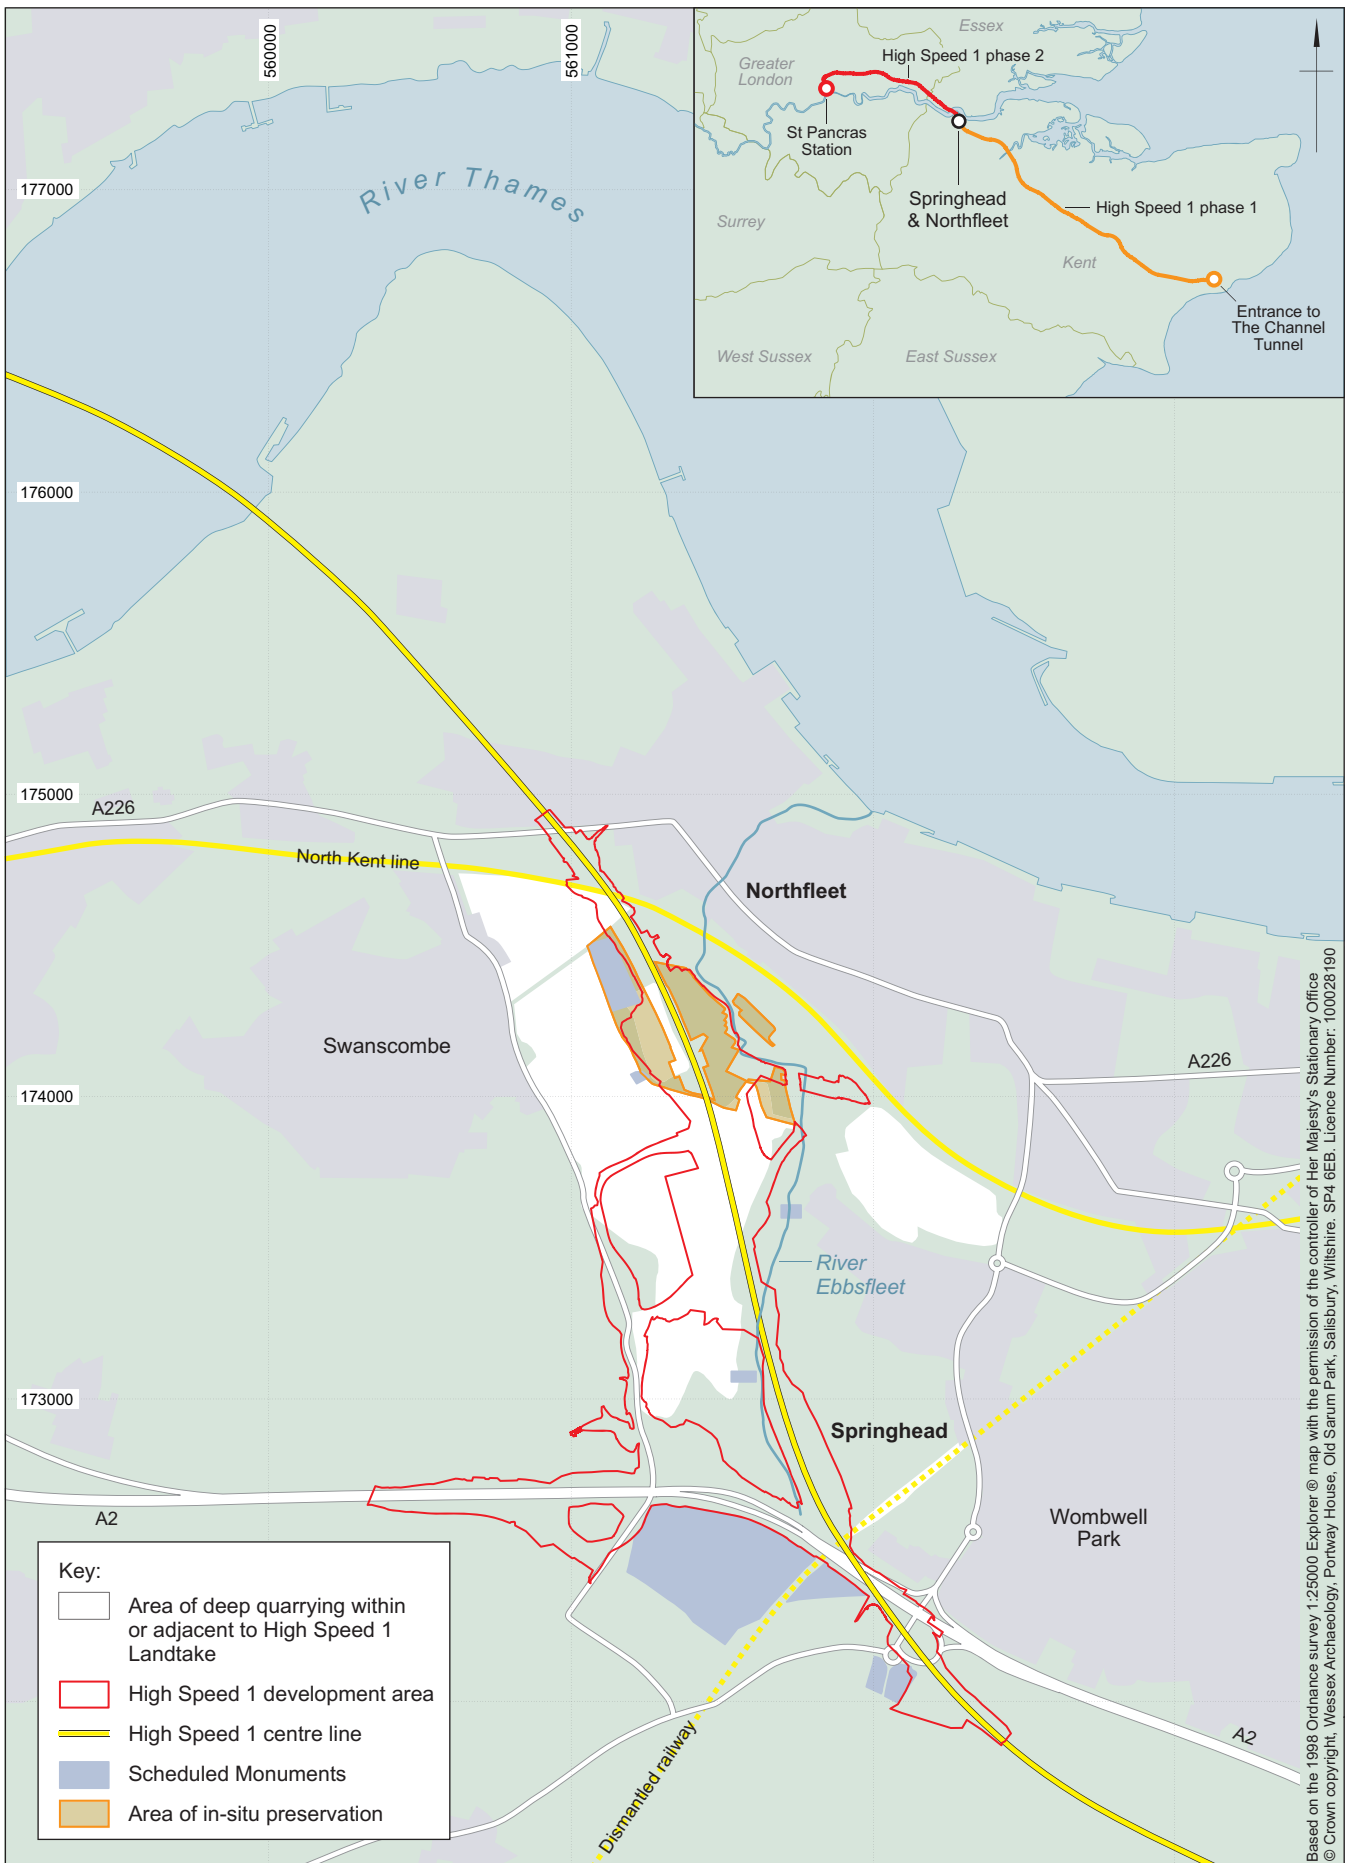 560000
561000
Essex
Greater
London
High Speed 1 phase 2
St Pancras
Station
Springhead
& Northfleet
High Speed 1 phase 1
Surrey
Kent
Entrance to
The Channel
Tunnel
West Sussex
East Sussex
River Thames
177000
176000
175000
A226
North Kent line
Northfleet
Swanscombe
A226
174000
River
Ebbsfleet
173000
Springhead
A2
Wombwell
Park
A2
Dismantled railway
Key:
Area of deep quarrying within
or adjacent to High Speed 1
Landtake
High Speed 1 development area
High Speed 1 centre line
Scheduled Monuments
Area of in-situ preservation
Based on the 1998 Ordnance survey 1:25000 Explorer ® map with the permission of the controller of Her Majesty's Stationary Office
© Crown copyright, Wessex Archaeology, Portway House, Old Sarum Park, Salisbury, Wiltshire. SP4 6EB. Licence Number: 100028190